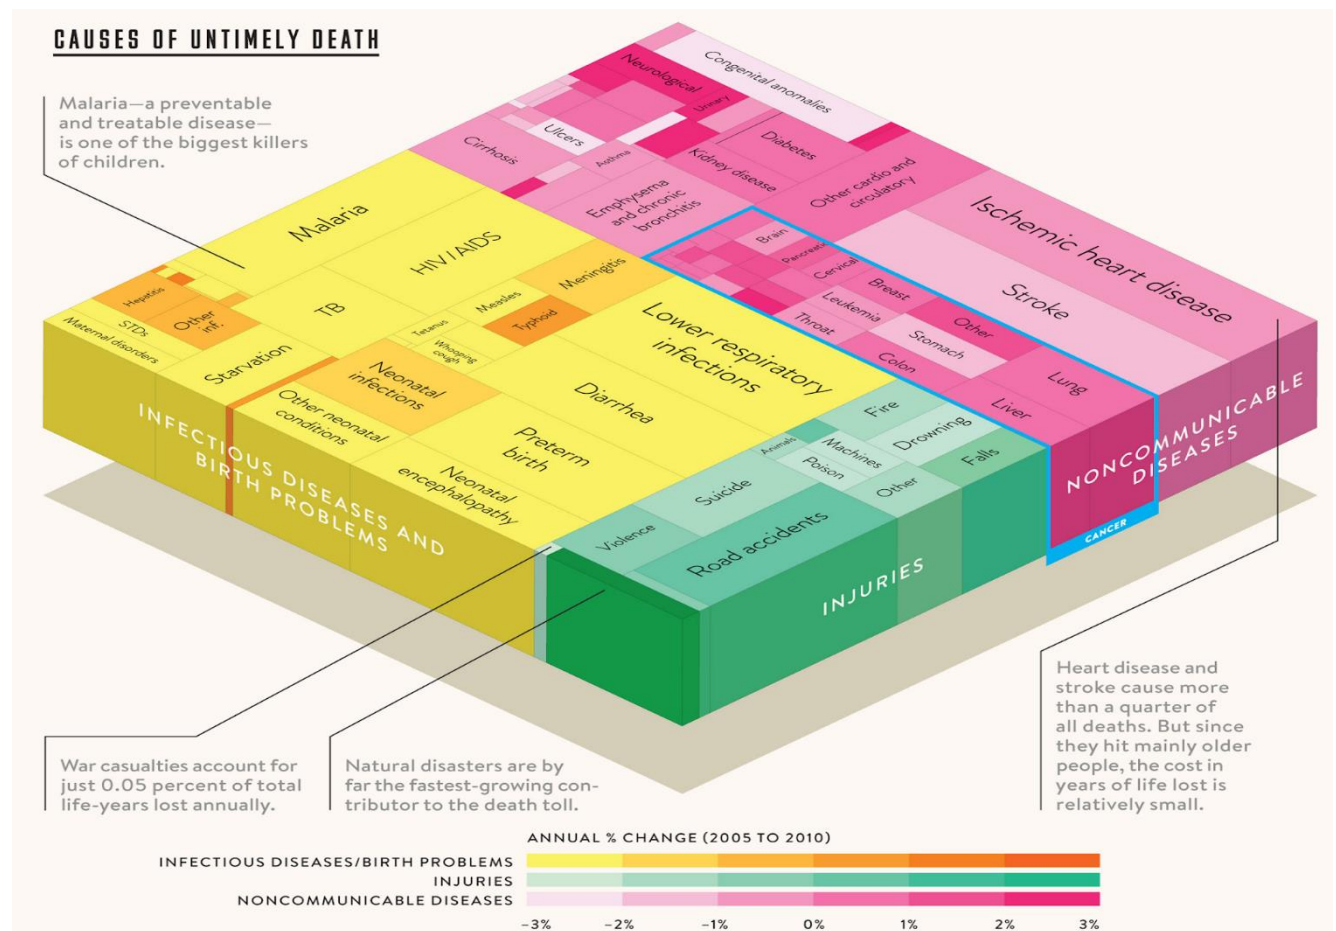 CAUSES OF UNTIMELY DEATH
Malaria—a preventable
and treatable disease—
is one of the biggest killers
of children.
Congenital
anomalies
Neurological
Urinary
Ulcers
Diabetes
Cirrhosis
Asthma
Kidney disease
Other cardio and
circulatory
Emphysema
and chronic
bronchitis
Ischemic heart disease
Stroke
Malaria
HIV/AIDS
Meningitis
Brain
Pancreatic
Cervical
Breast
Other
Leukemia
Throat
Stomach
Colon
Lung
Liver
Hepatitis
STDs
Other
inf.
Maternal disorders
TB
Measles
Tetanus
Typhoid
Whooping
cough
Starvation
Lower respiratory
infections
Neonatal
infections
Diarrhea
Other neonatal
conditions
Preterm
birth
Neonatal
encephalopathy
Fire
Animals
Machines
Drowning
Poison
Falls
Suicide
Other
Violence
Road accidents
INFECTIOUS DISEASES AND
BIRTH PROBLEMS
INJURIES
NONCOMMUNICABLE
DISEASES
CANCER
War casualties account for
just 0.05 percent of total
life-years lost annually.
Natural disasters are by
far the fastest-growing con-
tributor to the death toll.
Heart disease and
stroke cause more
than a quarter of
all deaths. But since
they hit mainly older
people, the cost in
years of life lost is
relatively small.
ANNUAL % CHANGE (2005 TO 2010)
INFECTIOUS DISEASES/BIRTH PROBLEMS
INJURIES
NONCOMMUNICABLE DISEASES
–3% –2% –1% 0% 1% 2% 3%